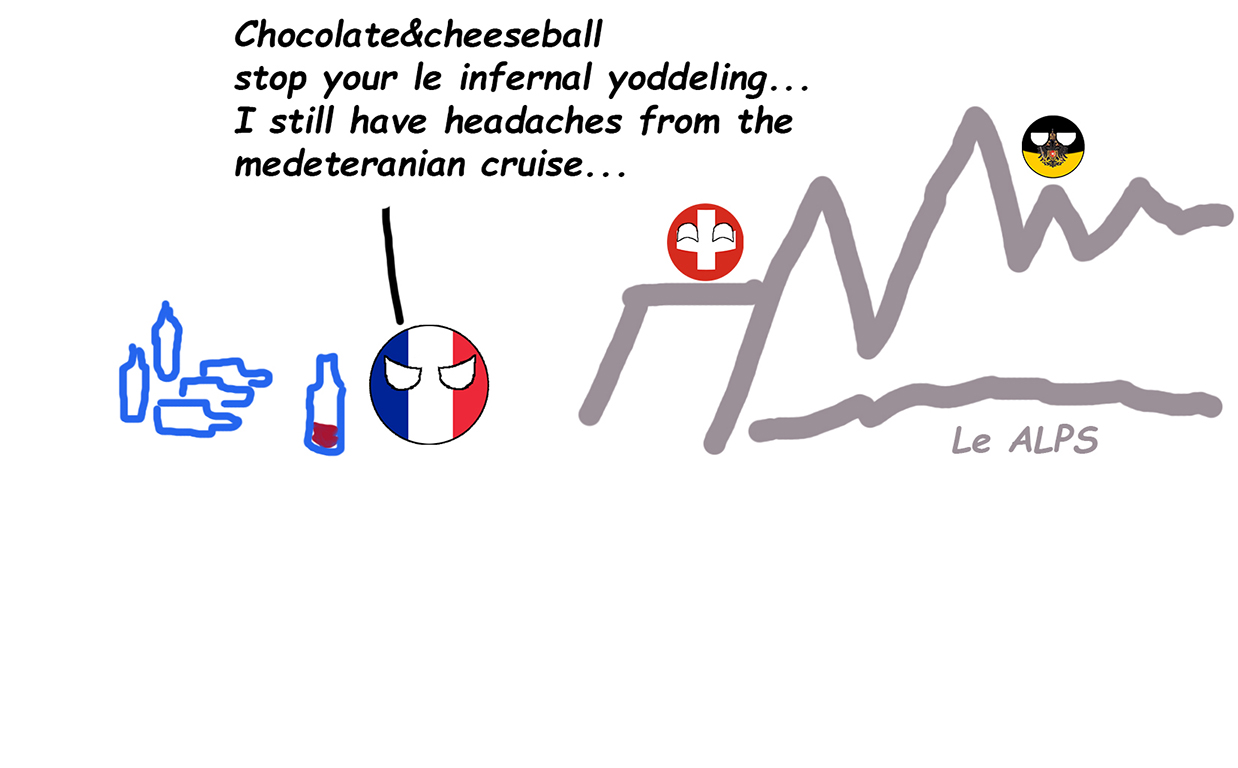 Chocolate&cheeseball
stop your le infernal yoddeling...
I still have headaches from the
medeteranian cruise...
Le ALPS